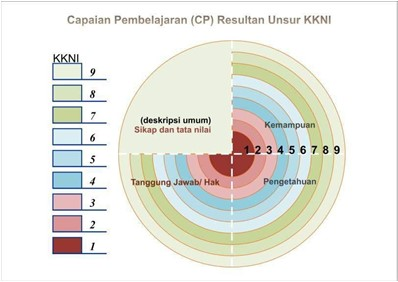 Capaian Pembelajaran (CP) Resultan Unsur KKNI
KKNI
9
8
7
6
5
4
3
2
1
(deskripsi umum)
Sikap dan tata nilai
Kemampuan
1 2 3 4 5 6 7 8 9
Tanggung Jawab/ Hak
Pengetahuan